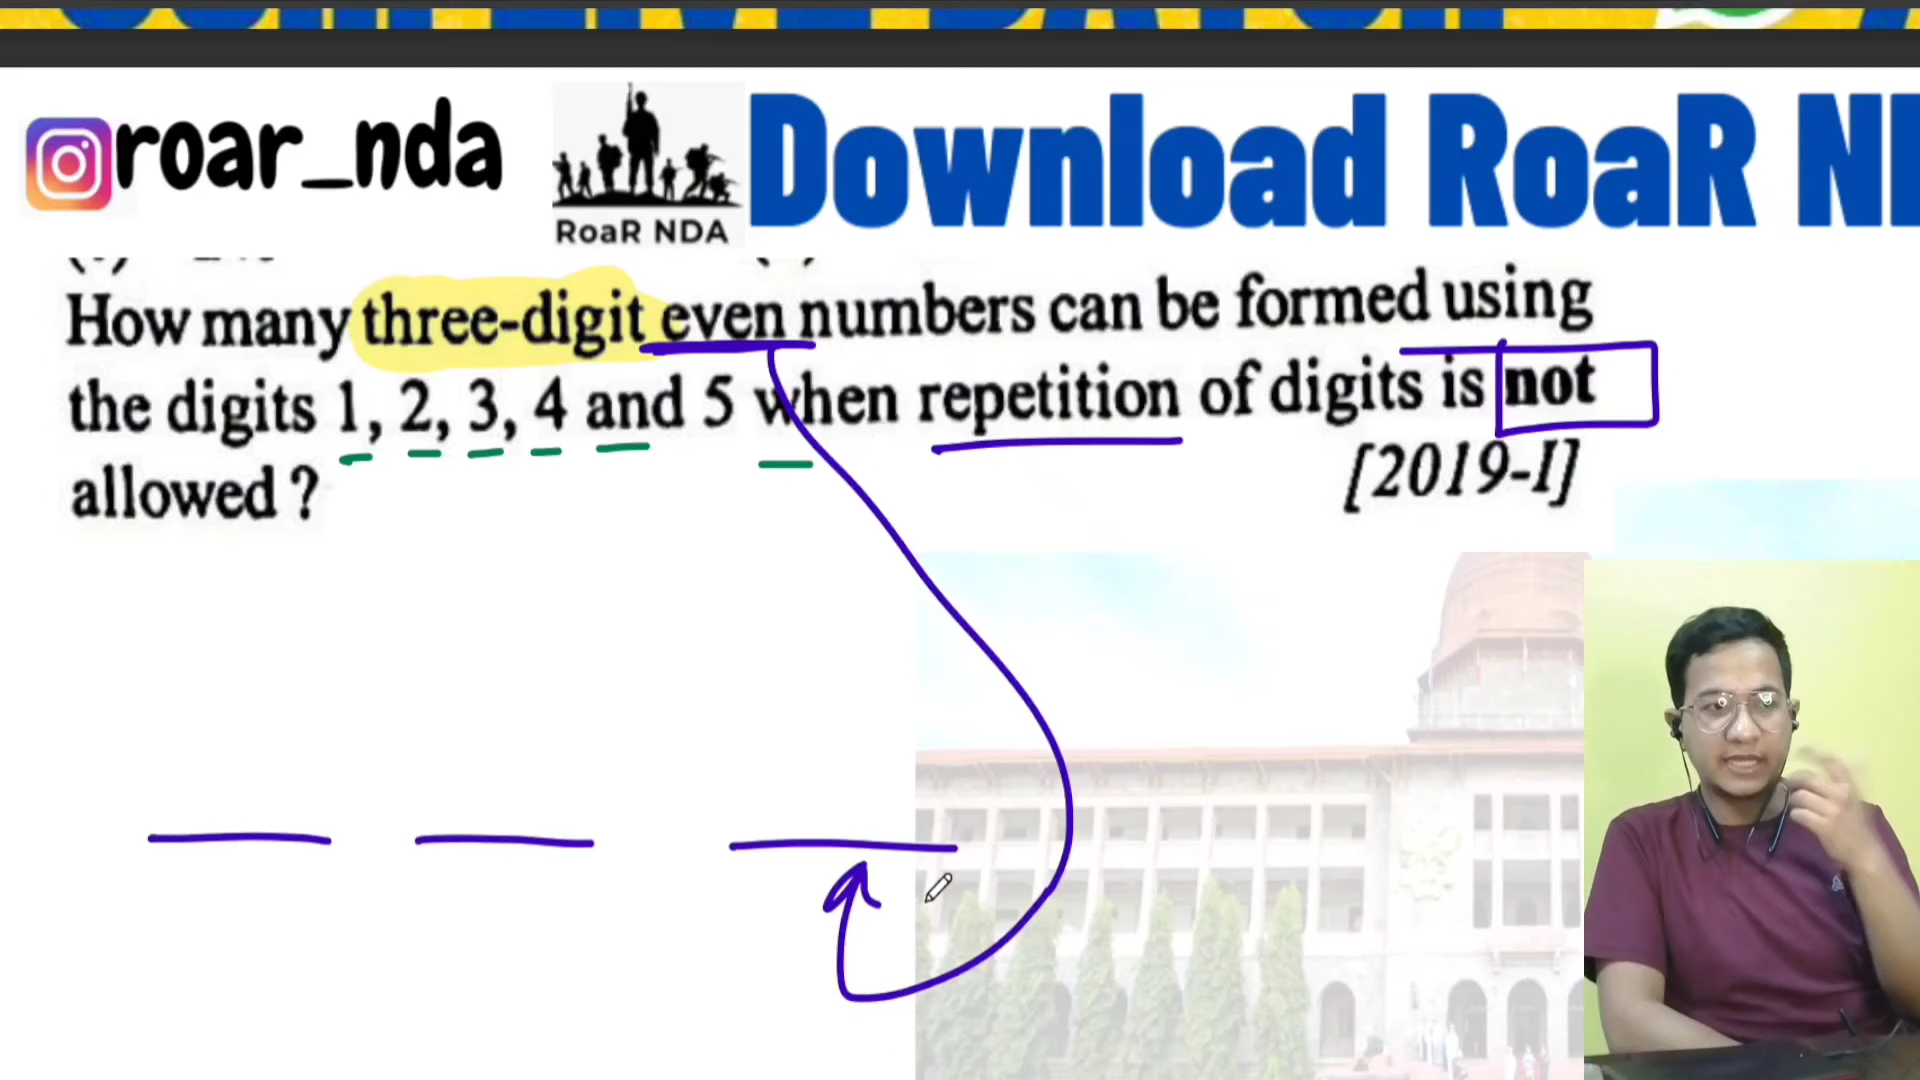 roar_nda
RoaR NDA
Download RoaR
How many three-digit even numbers can be formed using
the digits 1, 2, 3, 4 and 5 when repetition of digits is not
allowed ?
[2019-I]